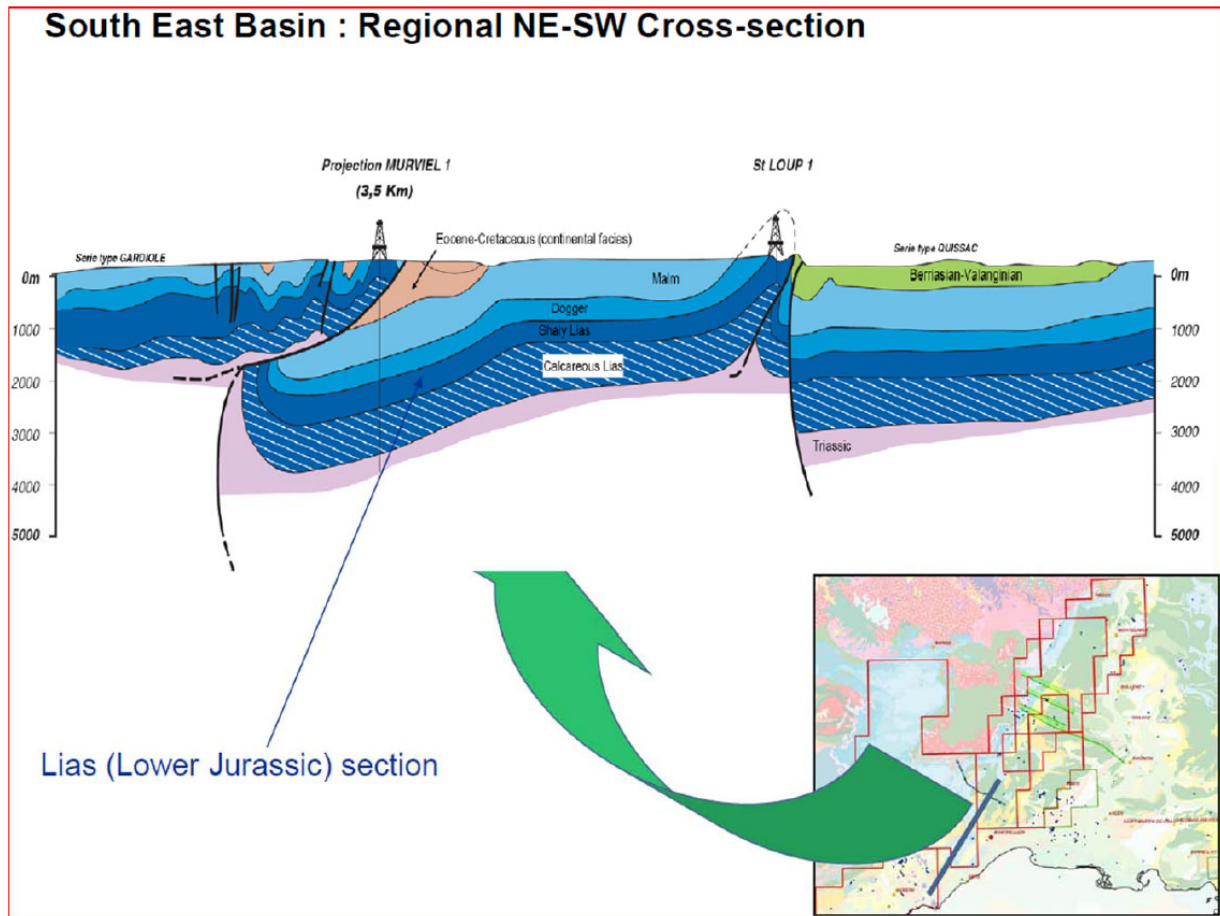 South East Basin : Regional NE-SW Cross-section
Projection MURVIEL 1
(3,5 Km)
St LOUP 1
Eocene-Cretaceous (continental facies)
Serie type GARDIOLE
Serie type QUISSAC
0m
1000
2000
3000
4000
5000
Malm
Dogger
Shaly Lias
Calcareous Lias
Berriasian-Valanginian
Triassic
0m
1000
2000
3000
4000
5000
Lias (Lower Jurassic) section